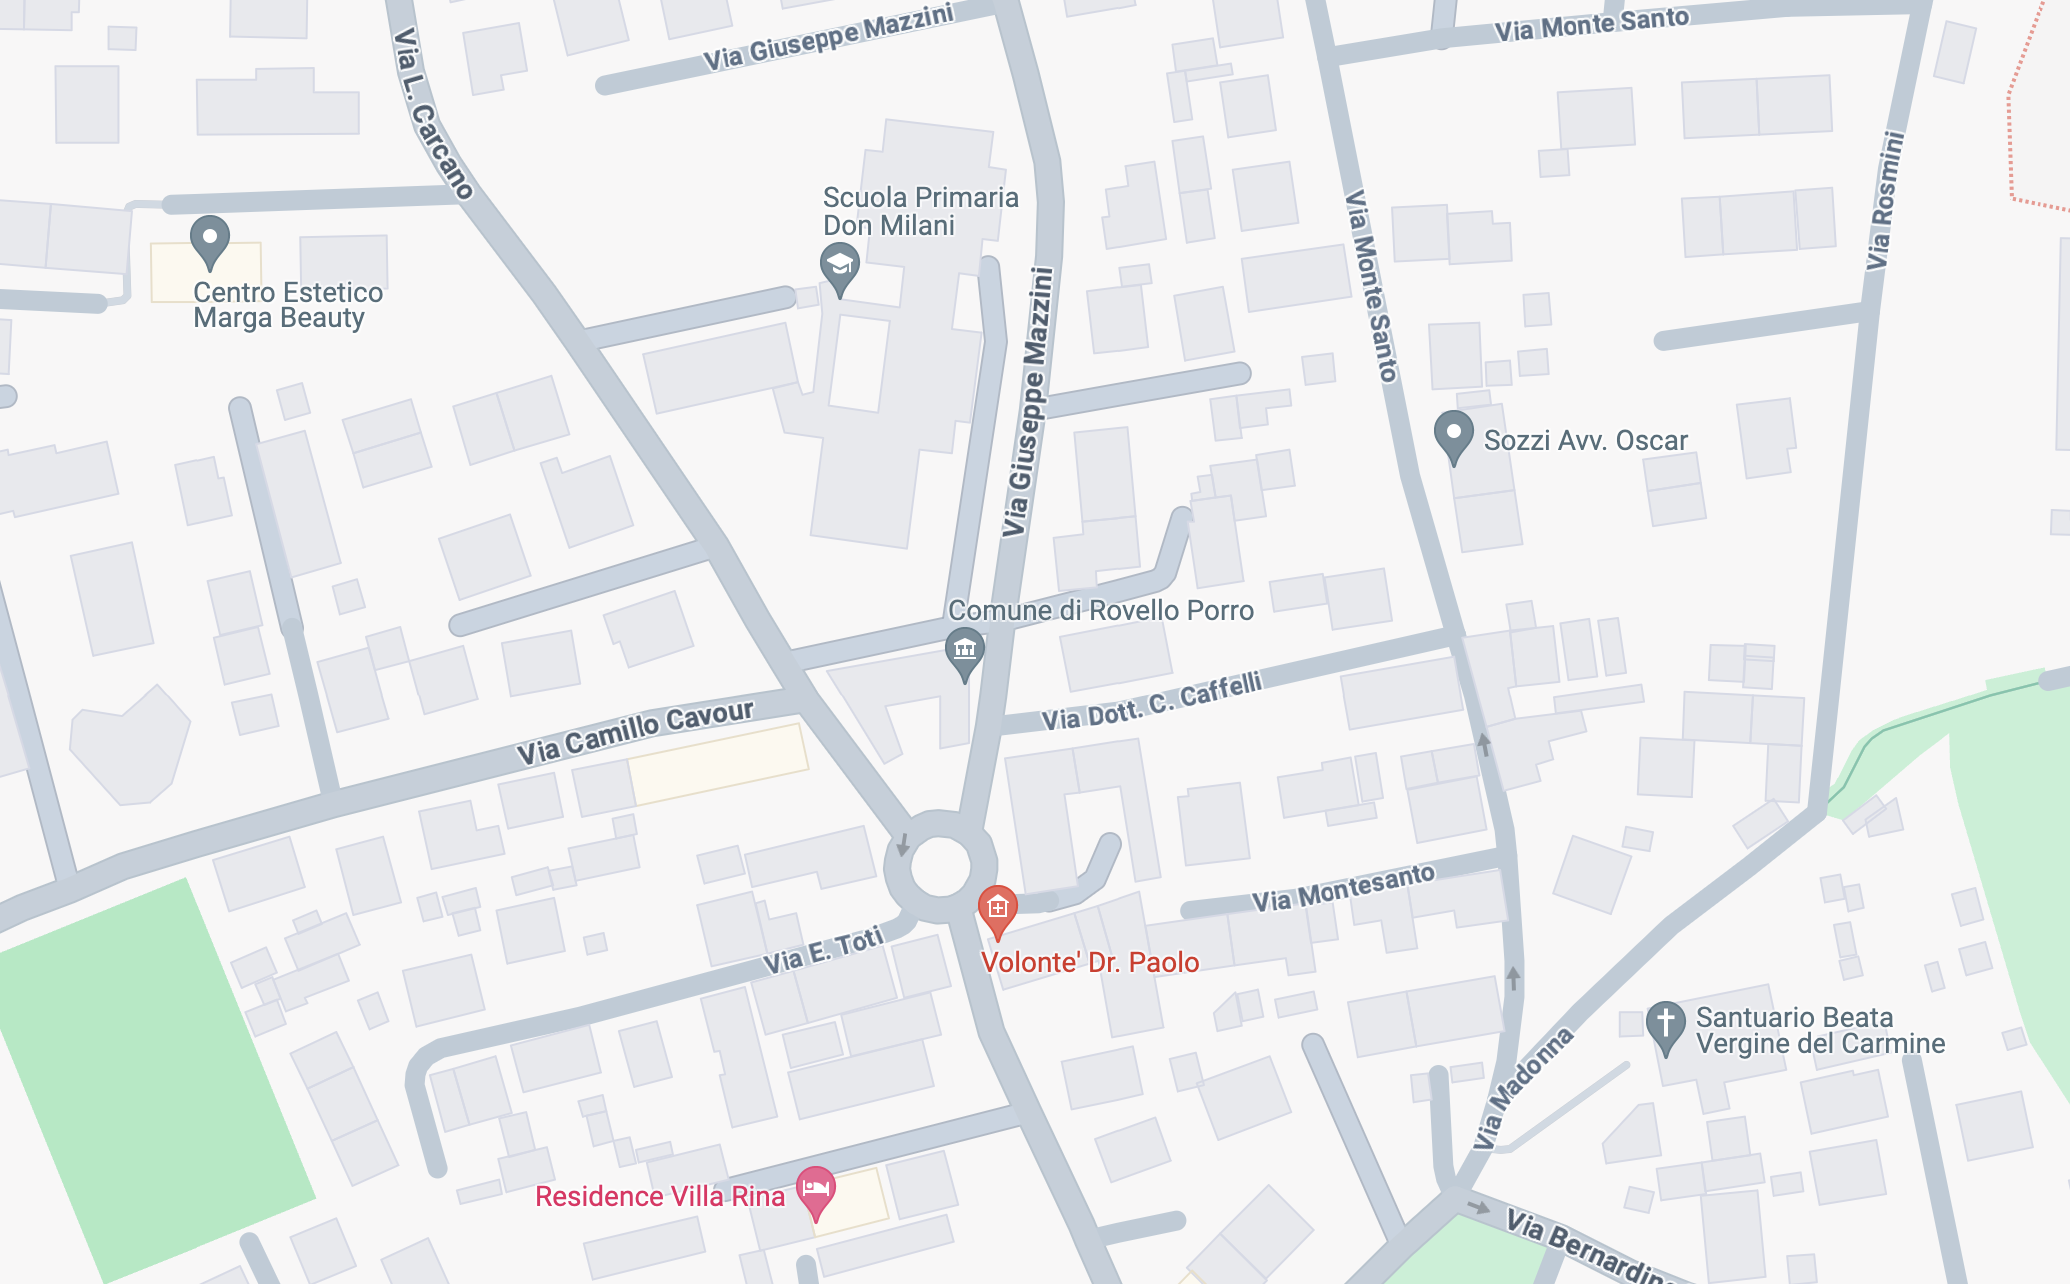 Via Giuseppe Mazzini
Via Monte Santo
Via L. Carcano
Via Rosmini
Scuola Primaria
Don Milani
Centro Estetico
Marga Beauty
Via Monte Santo
Via Giuseppe Mazzini
Sozzi Avv. Oscar
Comune di Rovello Porro
Via Dott. C. Caffelli
Via Camillo Cavour
Via Montesanto
Via E. Toti
Volonte' Dr. Paolo
Santuario Beata
Vergine del Carmine
Via Madonna
Residence Villa Rina
Via Bernardino